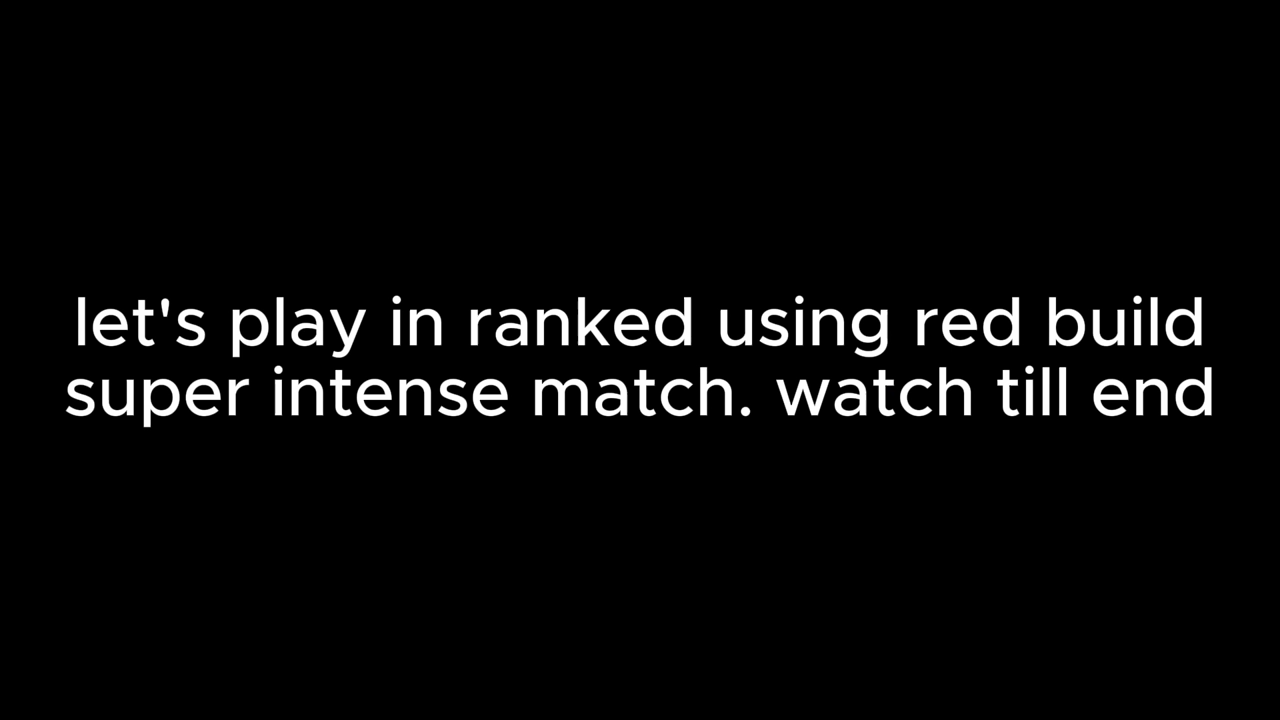 let's play in ranked using red build
super intense match. watch till end